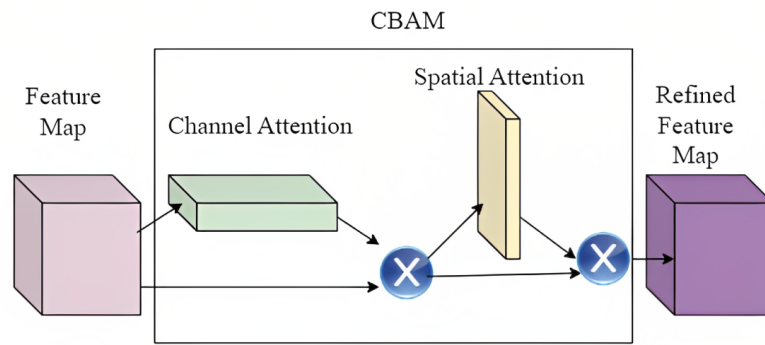 CBAM
Feature
Map
Channel Attention
Spatial Attention
Refined
Feature
Map
X
X